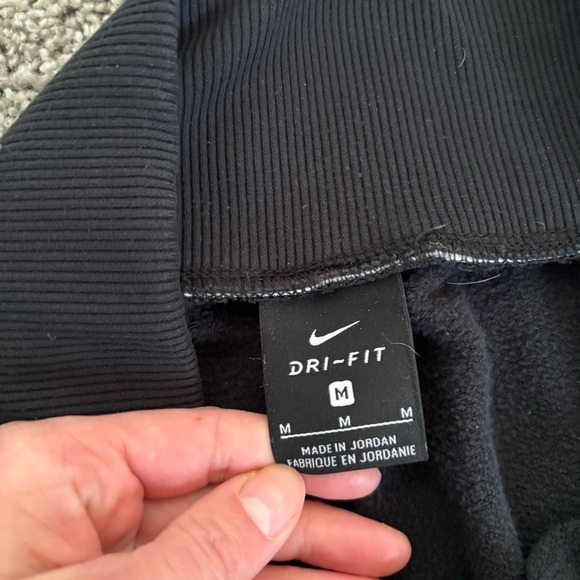 DRI-FIT
M
M M M
MADE IN JORDAN
FABRIQUE EN JORDANIE